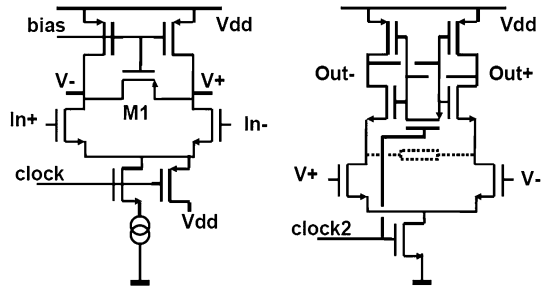 bias
Vdd
V-
V+
M1
In+
In-
clock
Vdd
Vdd
Out-
Out+
V+
V-
clock2